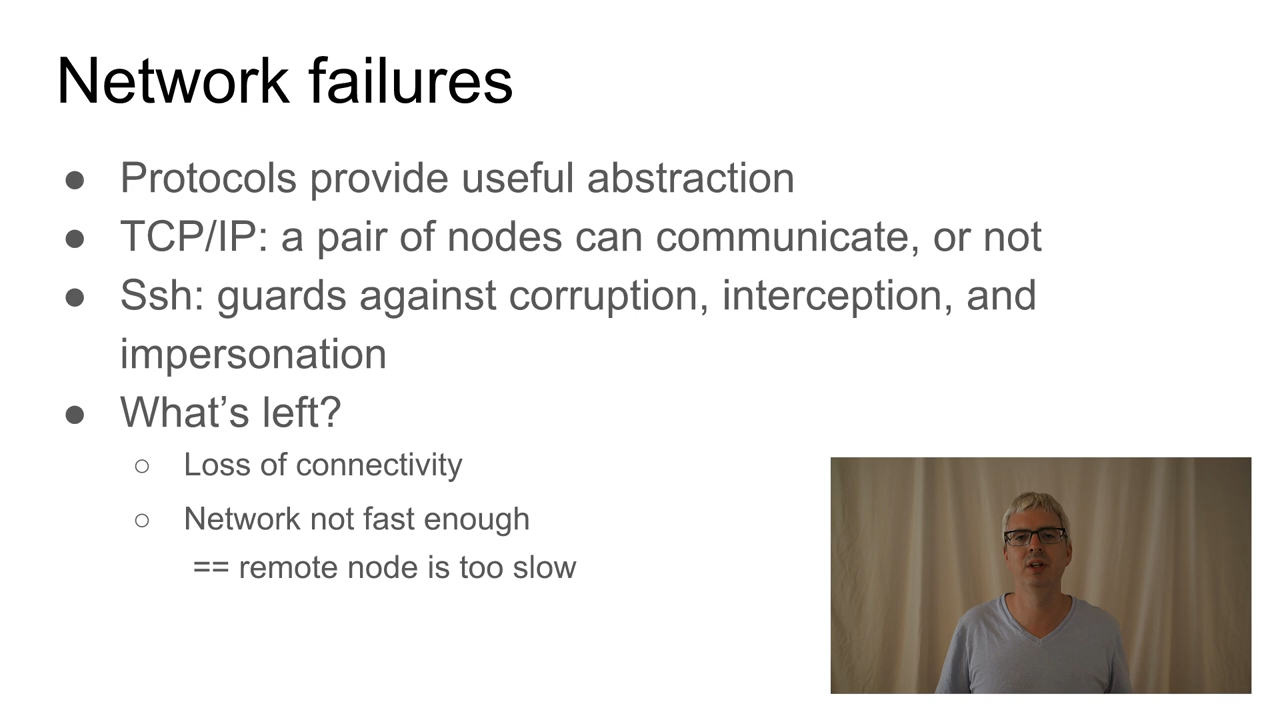 Network failures
● Protocols provide useful abstraction
● TCP/IP: a pair of nodes can communicate, or not
● Ssh: guards against corruption, interception, and
impersonation
● What’s left?
○ Loss of connectivity
○ Network not fast enough
== remote node is too slow